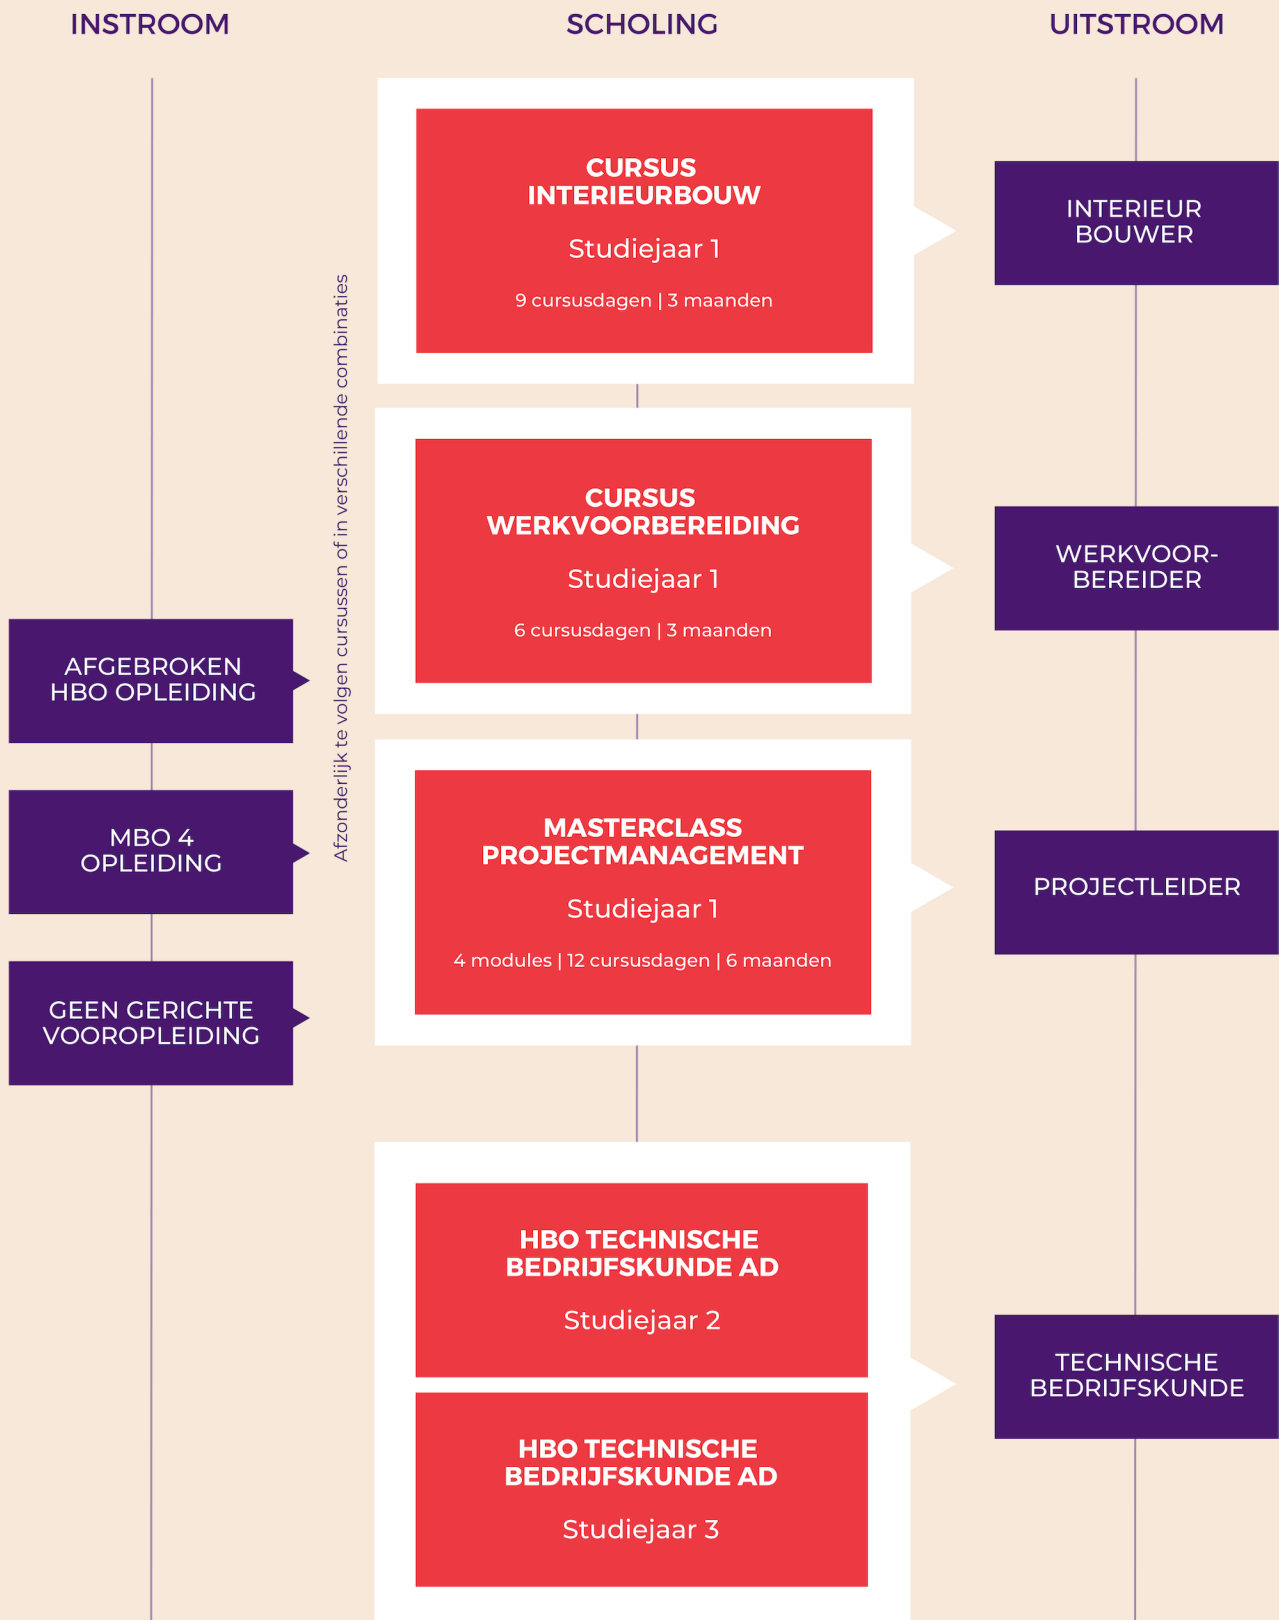 INSTROOM
SCHOLING
UITSTROOM
CURSUS
INTERIEURBOUW
Studiejaar 1
9 cursusdagen | 3 maanden
INTERIEUR
BOUWER
Afzonderlijk te volgen cursussen of in verschillende combinaties
CURSUS
WERKVOORBEREIDING
Studiejaar 1
6 cursusdagen | 3 maanden
WERKVOOR-
BEREIDER
AFGEBROKEN
HBO OPLEIDING
MBO 4
OPLEIDING
GEEN GERICHTE
VOOROPLEIDING
MASTERCLASS
PROJECTMANAGEMENT
Studiejaar 1
4 modules | 12 cursusdagen | 6 maanden
PROJECTLEIDER
HBO TECHNISCHE
BEDRIJFSKUNDE AD
Studiejaar 2
HBO TECHNISCHE
BEDRIJFSKUNDE AD
Studiejaar 3
TECHNISCHE
BEDRIJFSKUNDE